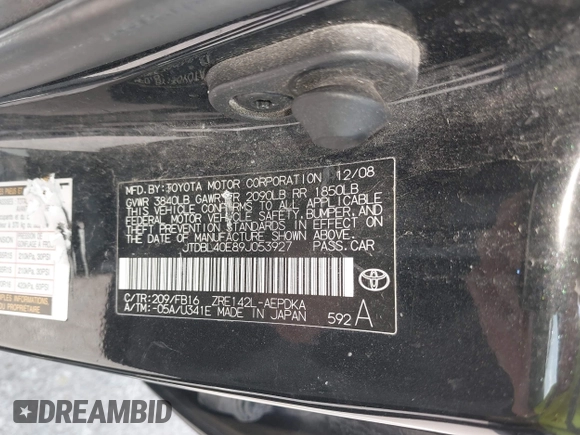 MFD.BY:TOYOTA MOTOR CORPORATION 12/08
GVWR 3840LB GAWR FR 2090LB RR 1850LB
THIS VEHICLE CONFORMS TO ALL APPLICABLE
FEDERAL MOTOR VEHICLE SAFETY, BUMPER, AND
THEFT PREVENTION STANDARDS IN EFFECT ON
THE DATE OF MANUFACTURE SHOWN ABOVE.
JTDBL40E89J053927 PASS.CAR
C/TR:209/FB16 ZRE142L-AEPDKA
A/TM:-05A/U341E MADE IN JAPAN
592A
DREAMBID